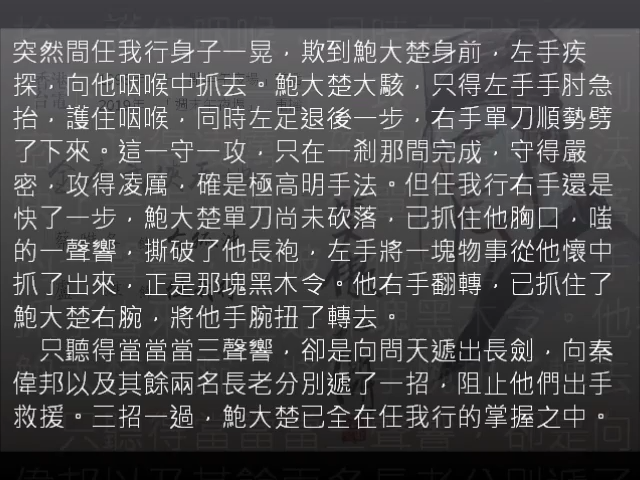 突然間任我行身子一晃，欺到鮑大楚身前，左手疾
探，向他咽喉中抓去。鮑大楚大駭，只得左手手肘急
抬，護住咽喉，同時左足退後一步，右手單刀順勢劈
了下來。這一守一攻，只在一剎那間完成，守得嚴
密，攻得凌厲，確是極高明手法。但任我行右手還是
快了一步，鮑大楚單刀尚未砍落，已抓住他胸口，嗤
的一聲響，撕破了他長袍，左手將一塊物事從他懷中
抓了出來，正是那塊黑木令。他右手翻轉，已抓住了
鮑大楚右腕，將他手腕扭了轉去。
只聽得當當當三聲響，卻是向問天遞出長劍，向秦
偉邦以及其餘兩名長老分別遞了一招，阻止他們出手
救援。三招一過，鮑大楚已全在任我行的掌握之中。